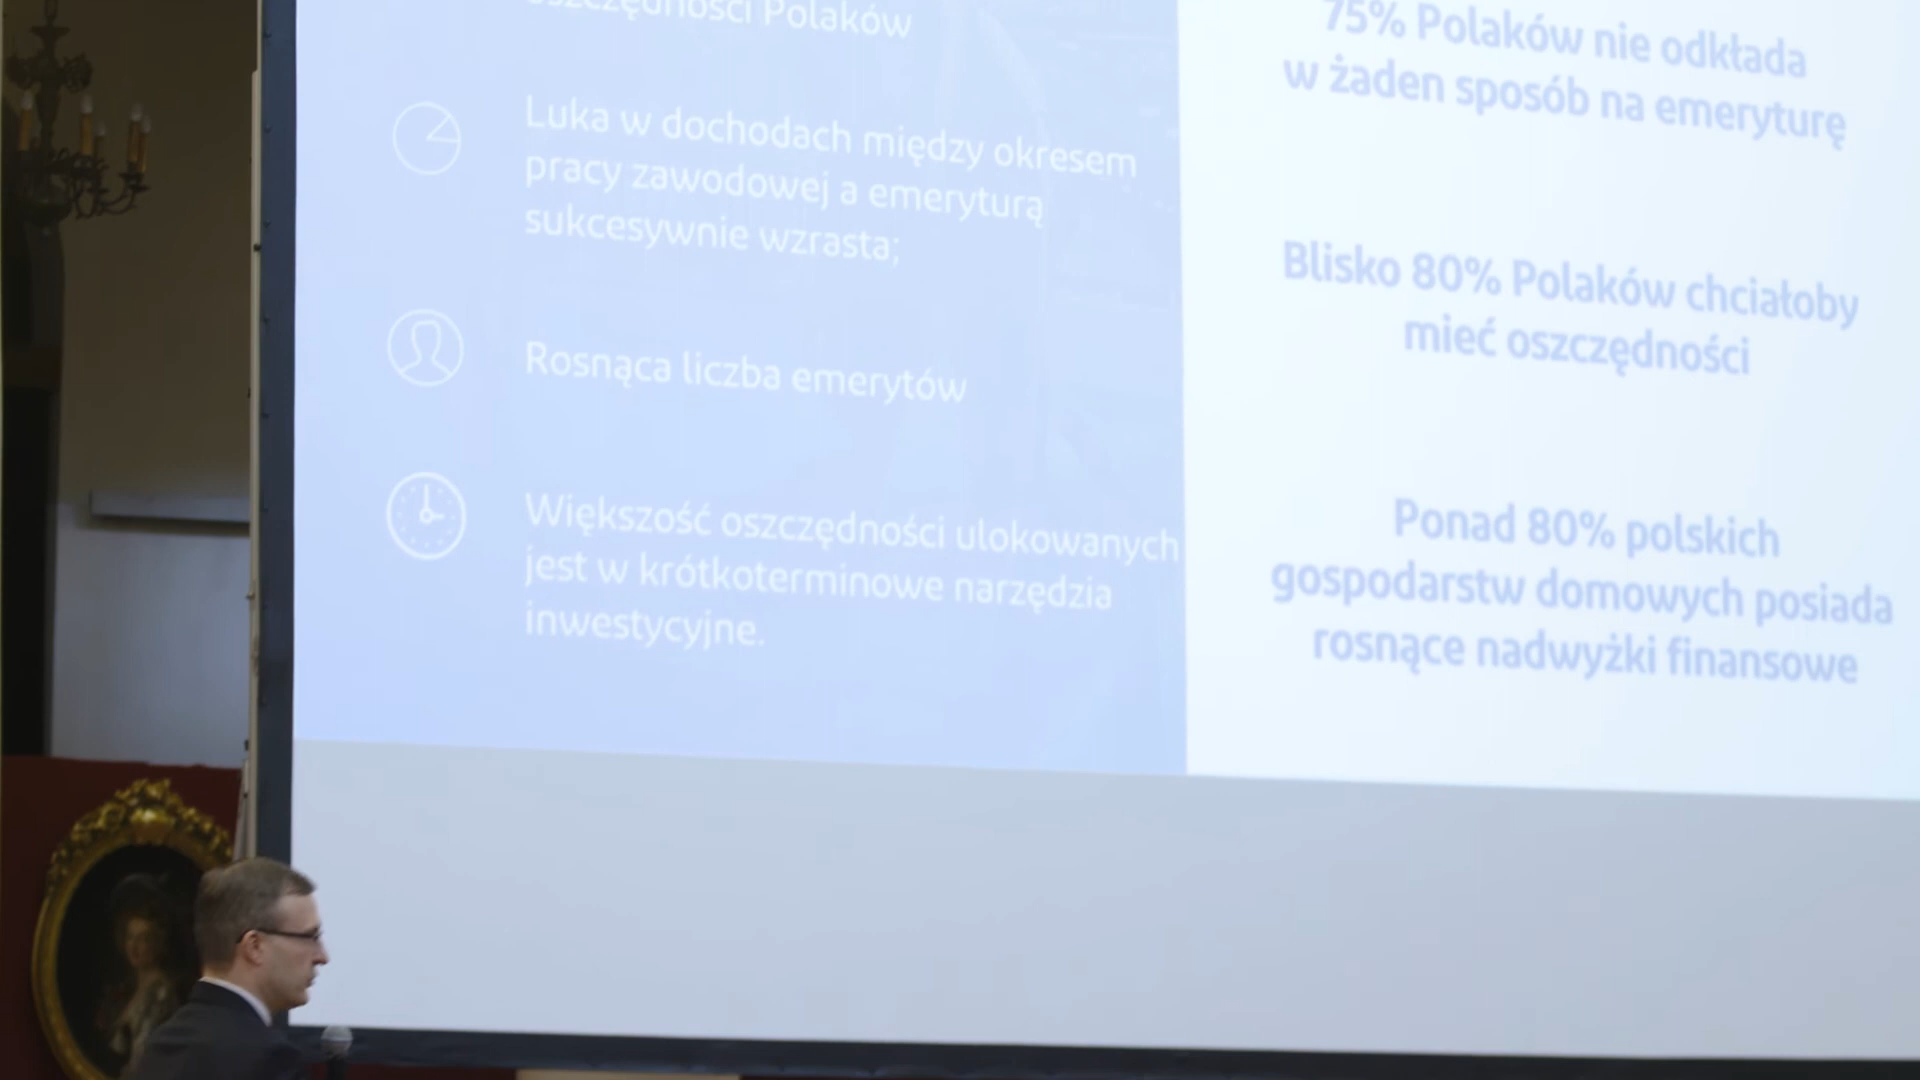 oszczędności Polaków
Luka w dochodach między okresem
pracy zawodowej a emeryturą
sukcesywnie wzrasta;
Rosnąca liczba emerytów
Większość oszczędności ulokowanych
jest w krótkoterminowe narzędzia
inwestycyjne.
75% Polaków nie odkłada
w żaden sposób na emeryturę
Blisko 80% Polaków chciałoby
mieć oszczędności
Ponad 80% polskich
gospodarstw domowych posiada
rosnące nadwyżki finansowe